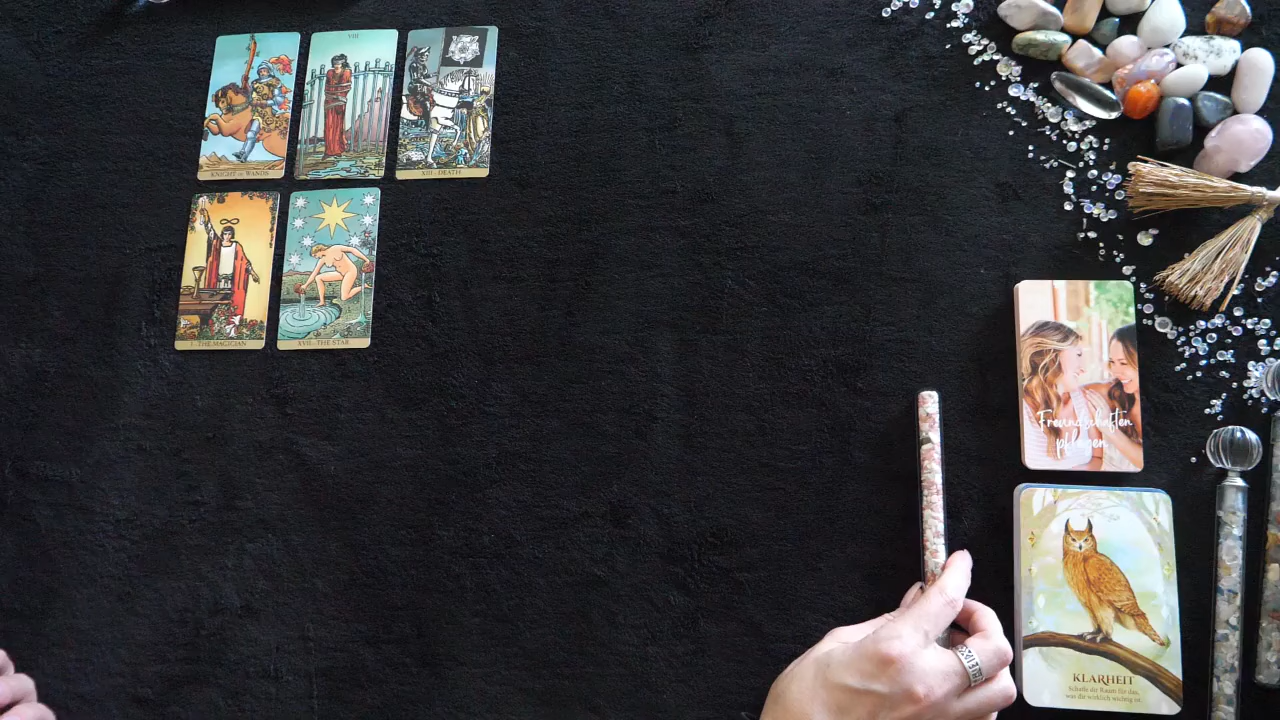 KNIGHT of WANDS
VIII
XIII · DEATH
I · THE MAGICIAN
XVII · THE STAR
Freundschaften
pflegen
KLARHEIT
Schaffe dir Raum für das,
was dir wirklich wichtig ist.